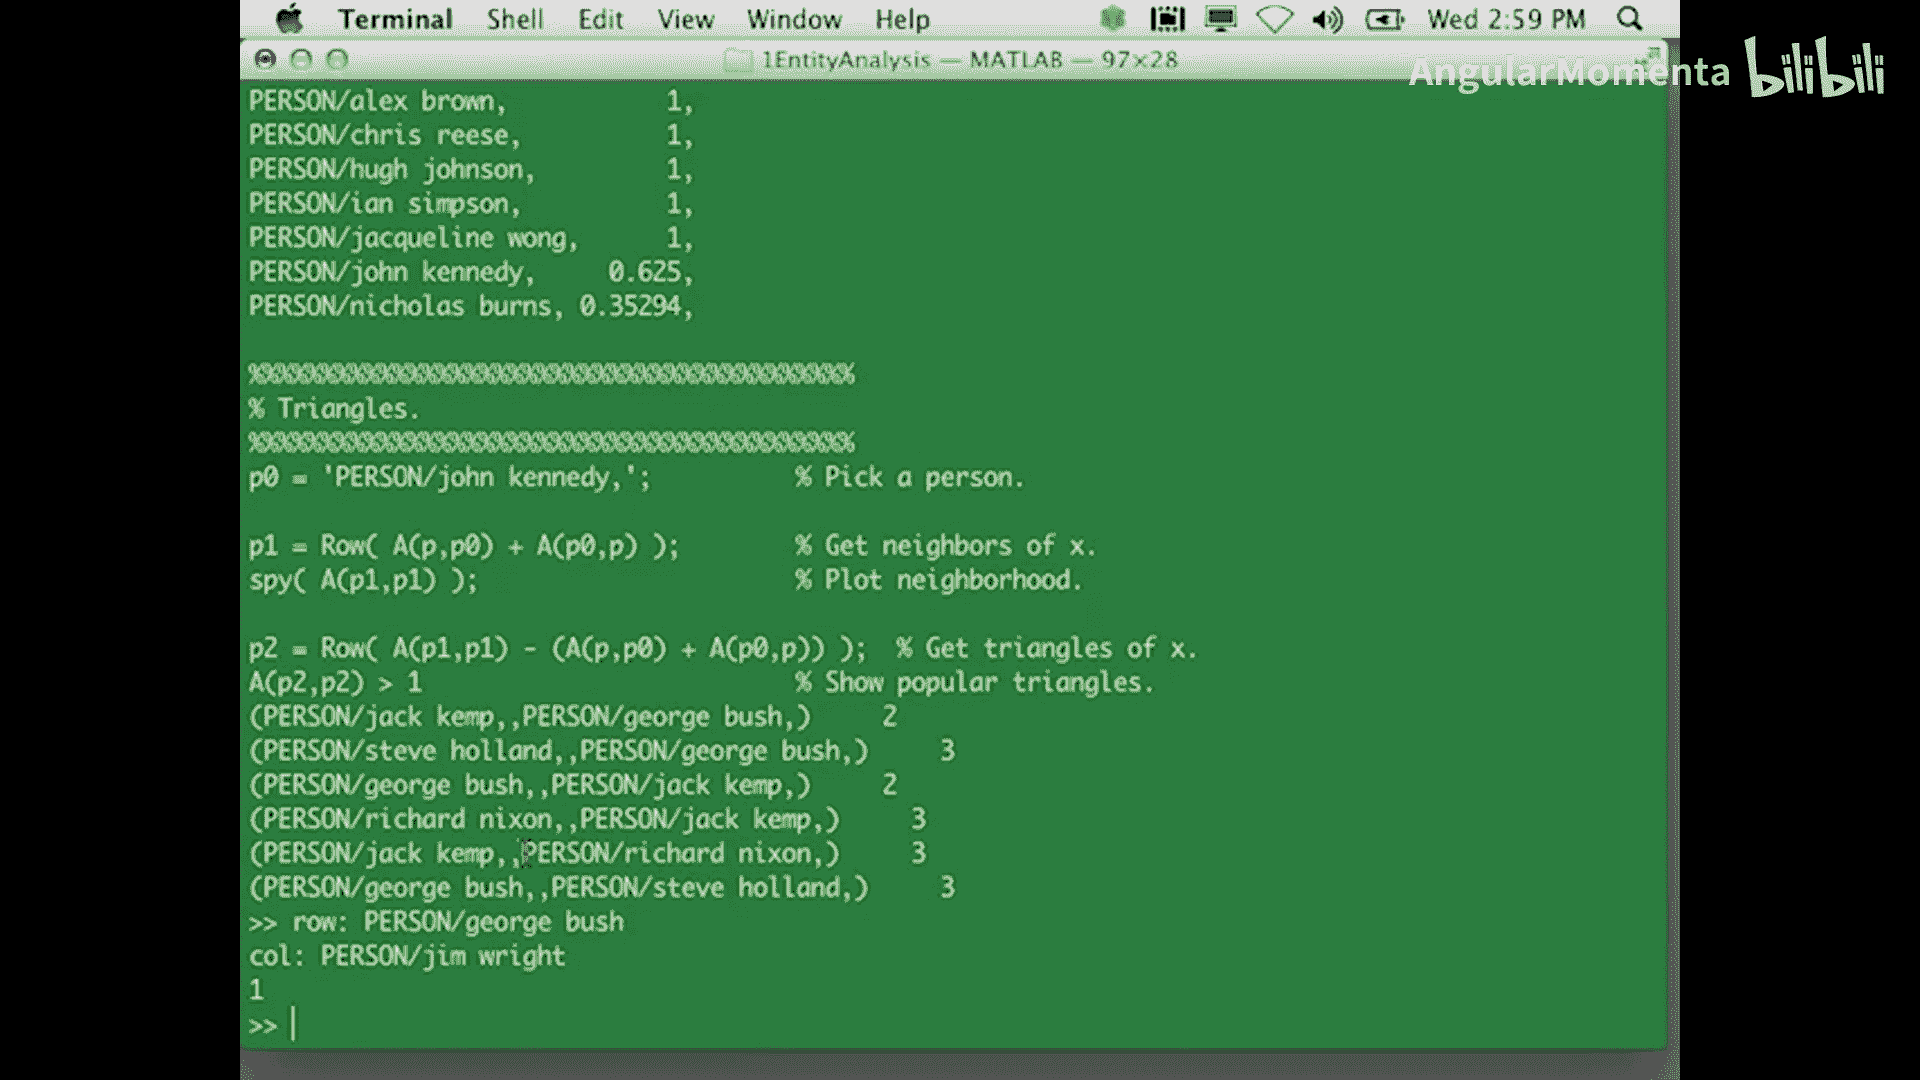 Terminal Shell Edit View Window Help Wed 2:59 PM
1EntityAnalysis — MATLAB — 97×28
AngularMomenta bilibili
PERSON/alex brown, 1,
PERSON/chris reese, 1,
PERSON/hugh johnson, 1,
PERSON/ian simpson, 1,
PERSON/jacqueline wong, 1,
PERSON/john kennedy, 0.625,
PERSON/nicholas burns, 0.35294,
%%%%%%%%%%%%%%%%%%%%%%%%%%%%%%%%%%%%%%%%%%
% Triangles.
%%%%%%%%%%%%%%%%%%%%%%%%%%%%%%%%%%%%%%%%%%
p0 = 'PERSON/john kennedy,'; % Pick a person.
p1 = Row( A(p,p0) + A(p0,p) ); % Get neighbors of x.
spy( A(p1,p1) ); % Plot neighborhood.
p2 = Row( A(p1,p1) - (A(p,p0) + A(p0,p)) ); % Get triangles of x.
A(p2,p2) > 1 % Show popular triangles.
(PERSON/jack kemp,,PERSON/george bush,) 2
(PERSON/steve holland,,PERSON/george bush,) 3
(PERSON/george bush,,PERSON/jack kemp,) 2
(PERSON/richard nixon,,PERSON/jack kemp,) 3
(PERSON/jack kemp,,PERSON/richard nixon,) 3
(PERSON/george bush,,PERSON/steve holland,) 3
>> row: PERSON/george bush
col: PERSON/jim wright
1
>>